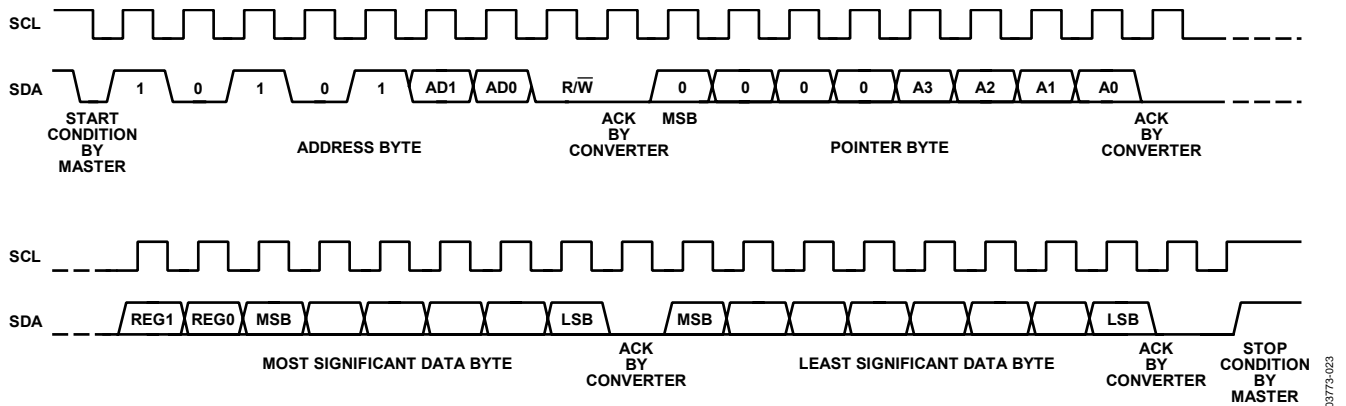 SCL
SDA
1 0 1 0 1 AD1 AD0 R/W̅ 0 0 0 0 A3 A2 A1 A0
START
CONDITION
BY
MASTER
ADDRESS BYTE
ACK
BY
CONVERTER
MSB
POINTER BYTE
ACK
BY
CONVERTER
SCL
SDA
REG1 REG0 MSB LSB MSB LSB
MOST SIGNIFICANT DATA BYTE
ACK
BY
CONVERTER
LEAST SIGNIFICANT DATA BYTE
ACK
BY
CONVERTER
STOP
CONDITION
BY
MASTER
03773-023